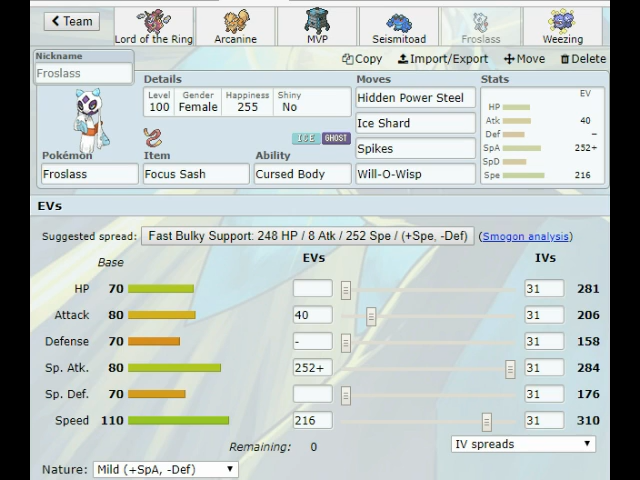 < Team
Lord of the Ring Arcanine MVP Seismitoad Froslass Weezing
Copy Import/Export Move Delete
Nickname
Froslass
Details
Level Gender Happiness Shiny
100 Female 255 No
Moves
Hidden Power Steel
Ice Shard
Spikes
Will-O-Wisp
Stats
EV
HP
Atk 40
Def –
SpA 252+
SpD
Spe 216
ICE GHOST
Pokémon Item Ability
Froslass Focus Sash Cursed Body
EVs
Suggested spread: Fast Bulky Support: 248 HP / 8 Atk / 252 Spe / (+Spe, -Def) (Smogon analysis)
Base EVs IVs
HP 70 31 281
Attack 80 40 31 206
Defense 70 - 31 158
Sp. Atk. 80 252+ 31 284
Sp. Def. 70 31 176
Speed 110 216 31 310
Remaining: 0
IV spreads
Nature: Mild (+SpA, -Def)